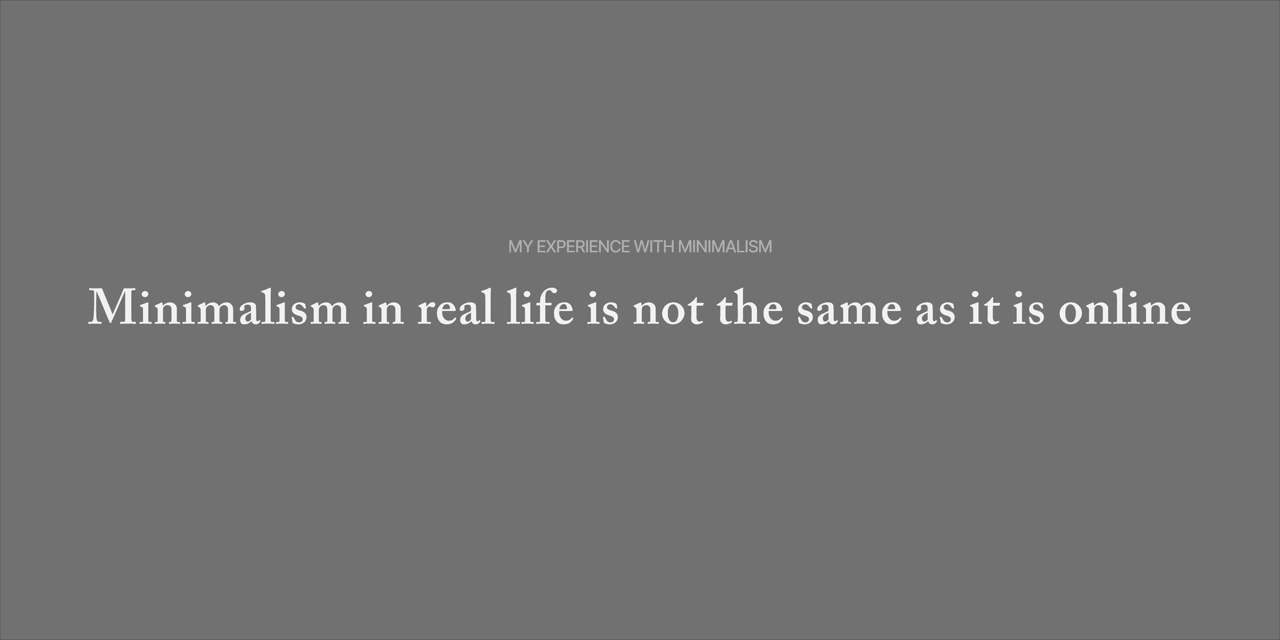 MY EXPERIENCE WITH MINIMALISM
Minimalism in real life is not the same as it is online